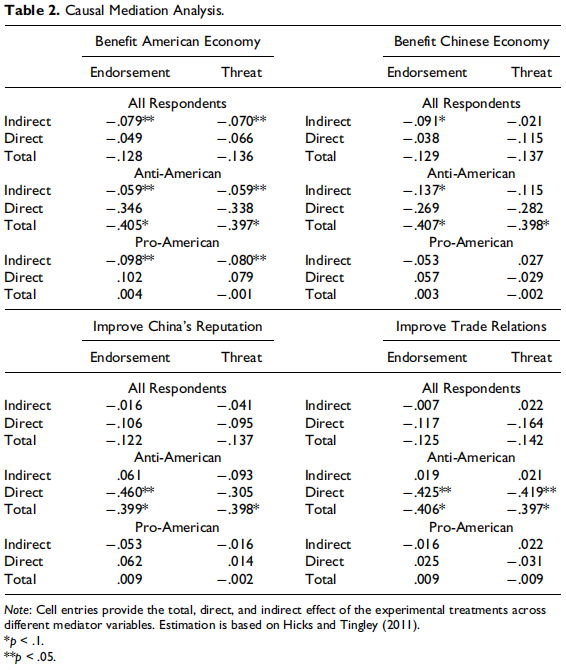 Table 2. Causal Mediation Analysis.
Benefit American Economy Benefit Chinese Economy
Endorsement Threat Endorsement Threat
All Respondents All Respondents
Indirect −.079** −.070** Indirect −.091* −.021
Direct −.049 −.066 Direct −.038 −.115
Total −.128 −.136 Total −.129 −.137
Anti-American Anti-American
Indirect −.059** −.059** Indirect −.137* −.115
Direct −.346 −.338 Direct −.269 −.282
Total −.405* −.397* Total −.407* −.398*
Pro-American Pro-American
Indirect −.098** −.080** Indirect −.053 .027
Direct .102 .079 Direct .057 −.029
Total .004 −.001 Total .003 −.002
Improve China's Reputation Improve Trade Relations
Endorsement Threat Endorsement Threat
All Respondents All Respondents
Indirect −.016 −.041 Indirect −.007 .022
Direct −.106 −.095 Direct −.117 −.164
Total −.122 −.137 Total −.125 −.142
Anti-American Anti-American
Indirect .061 −.093 Indirect .019 .021
Direct −.460** −.305 Direct −.425** −.419**
Total −.399* −.398* Total −.406* −.397*
Pro-American Pro-American
Indirect −.053 −.016 Indirect −.016 .022
Direct .062 .014 Direct .025 −.031
Total .009 −.002 Total .009 −.009
Note: Cell entries provide the total, direct, and indirect effect of the experimental treatments across
different mediator variables. Estimation is based on Hicks and Tingley (2011).
*p < .1.
**p < .05.